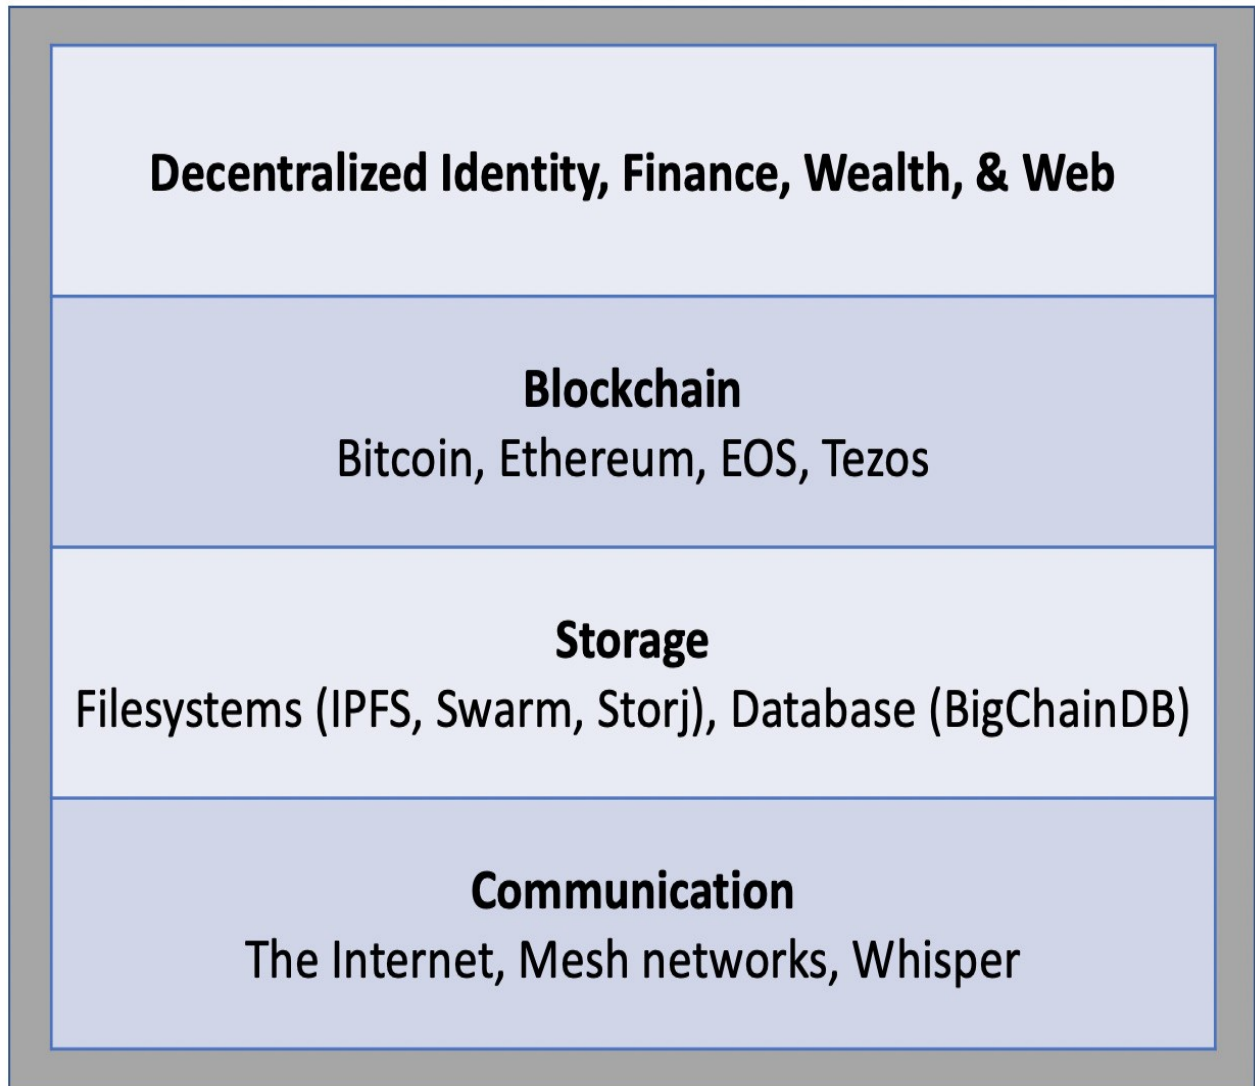 Decentralized Identity, Finance, Wealth, & Web
Blockchain
Bitcoin, Ethereum, EOS, Tezos
Storage
Filesystems (IPFS, Swarm, Storj), Database (BigChainDB)
Communication
The Internet, Mesh networks, Whisper